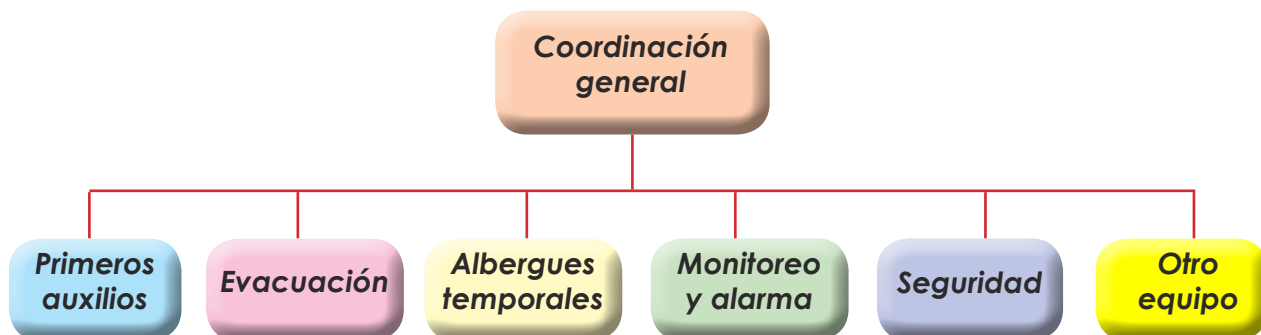 Coordinación
general
Primeros
auxilios
Evacuación
Albergues
temporales
Monitoreo
y alarma
Seguridad
Otro
equipo